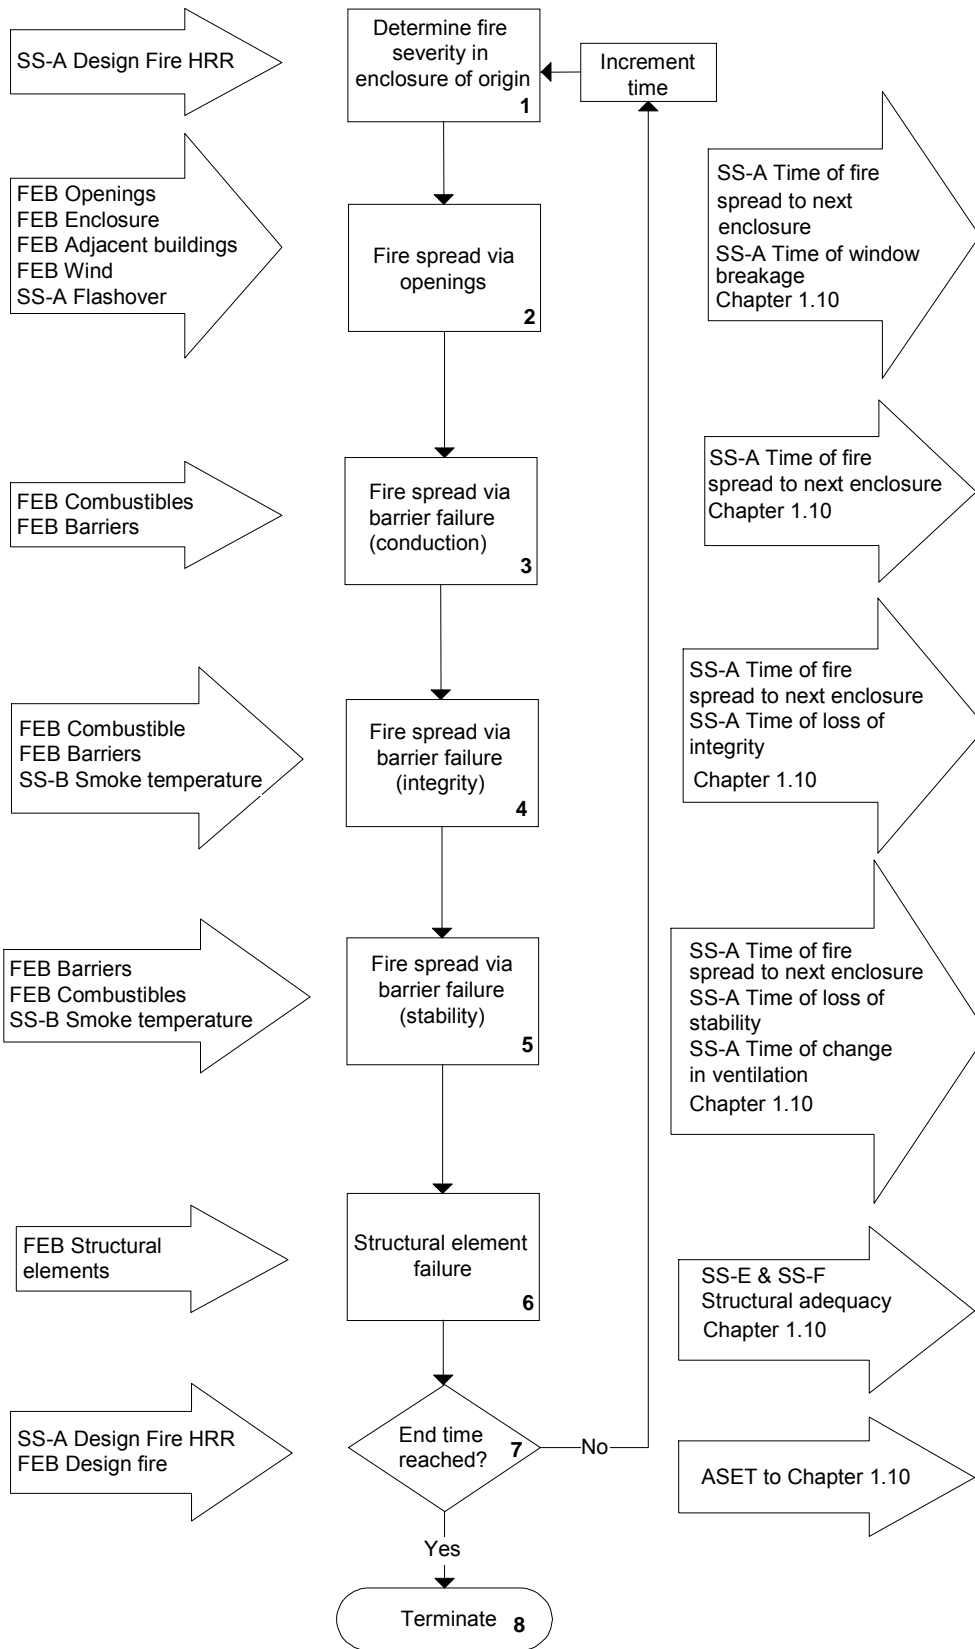 SS-A Design Fire HRR
Determine fire
severity in
enclosure of origin
1
Increment
time
FEB Openings
FEB Enclosure
FEB Adjacent buildings
FEB Wind
SS-A Flashover
Fire spread via
openings
2
SS-A Time of fire
spread to next
enclosure
SS-A Time of window
breakage
Chapter 1.10
FEB Combustibles
FEB Barriers
Fire spread via
barrier failure
(conduction)
3
SS-A Time of fire
spread to next enclosure
Chapter 1.10
FEB Combustible
FEB Barriers
SS-B Smoke temperature
Fire spread via
barrier failure
(integrity)
4
SS-A Time of fire
spread to next enclosure
SS-A Time of loss of
integrity
Chapter 1.10
FEB Barriers
FEB Combustibles
SS-B Smoke temperature
Fire spread via
barrier failure
(stability)
5
SS-A Time of fire
spread to next enclosure
SS-A Time of loss of
stability
SS-A Time of change
in ventilation
Chapter 1.10
FEB Structural
elements
Structural element
failure
6
SS-E & SS-F
Structural adequacy
Chapter 1.10
SS-A Design Fire HRR
FEB Design fire
End time
reached?
7
No
ASET to Chapter 1.10
Yes
Terminate
8